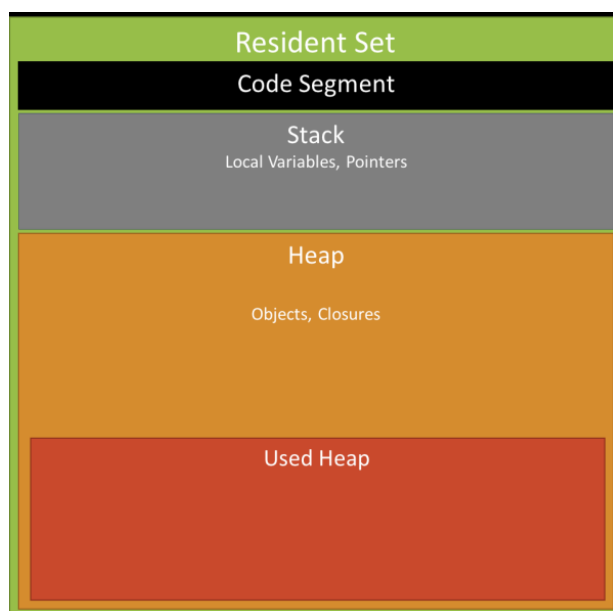 Resident Set
Code Segment
Stack
Local Variables, Pointers
Heap
Objects, Closures
Used Heap